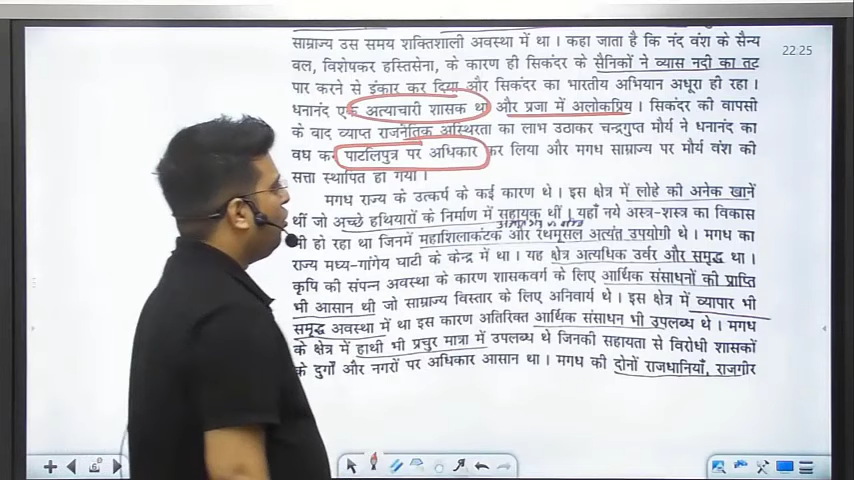 22:25
साम्राज्य उस समय शक्तिशाली अवस्था में था। कहा जाता है कि नंद वंश के सैन्य
बल, विशेषकर हस्तिसेना, के कारण ही सिकंदर के सैनिकों ने व्यास नदी का तट
पार करने से इंकार कर दिया और सिकंदर का भारतीय अभियान अधूरा ही रहा।
धनानंद एक अत्याचारी शासक था और प्रजा में अलोकप्रिय। सिकंदर की वापसी
के बाद व्याप्त राजनैतिक अस्थिरता का लाभ उठाकर चन्द्रगुप्त मौर्य ने धनानंद का
वध कर पाटलिपुत्र पर अधिकार कर लिया और मगध साम्राज्य पर मौर्य वंश की
सत्ता स्थापित हो गया।
मगध राज्य के उत्कर्ष के कई कारण थे। इस क्षेत्र में लोहे की अनेक खानें
थीं जो अच्छे हथियारों के निर्माण में सहायक थीं। यहाँ नये अस्त्र-शस्त्र का विकास
भी हो रहा था जिनमें महाशिलाकंटक और रथमूसल अत्यंत उपयोगी थे। मगध का
राज्य मध्य-गांगेय घाटी के केन्द्र में था। यह क्षेत्र अत्यधिक उर्वर और समृद्ध था।
कृषि की संपन्न अवस्था के कारण शासकवर्ग के लिए आर्थिक संसाधनों की प्राप्ति
भी आसान थी जो साम्राज्य विस्तार के लिए अनिवार्य थे। इस क्षेत्र में व्यापार भी
समृद्ध अवस्था में था इस कारण अतिरिक्त आर्थिक संसाधन भी उपलब्ध थे। मगध
के क्षेत्र में हाथी भी प्रचुर मात्रा में उपलब्ध थे जिनकी सहायता से विरोधी शासकों
के दुर्गों और नगरों पर अधिकार आसान था। मगध की दोनों राजधानियाँ, राजगीर